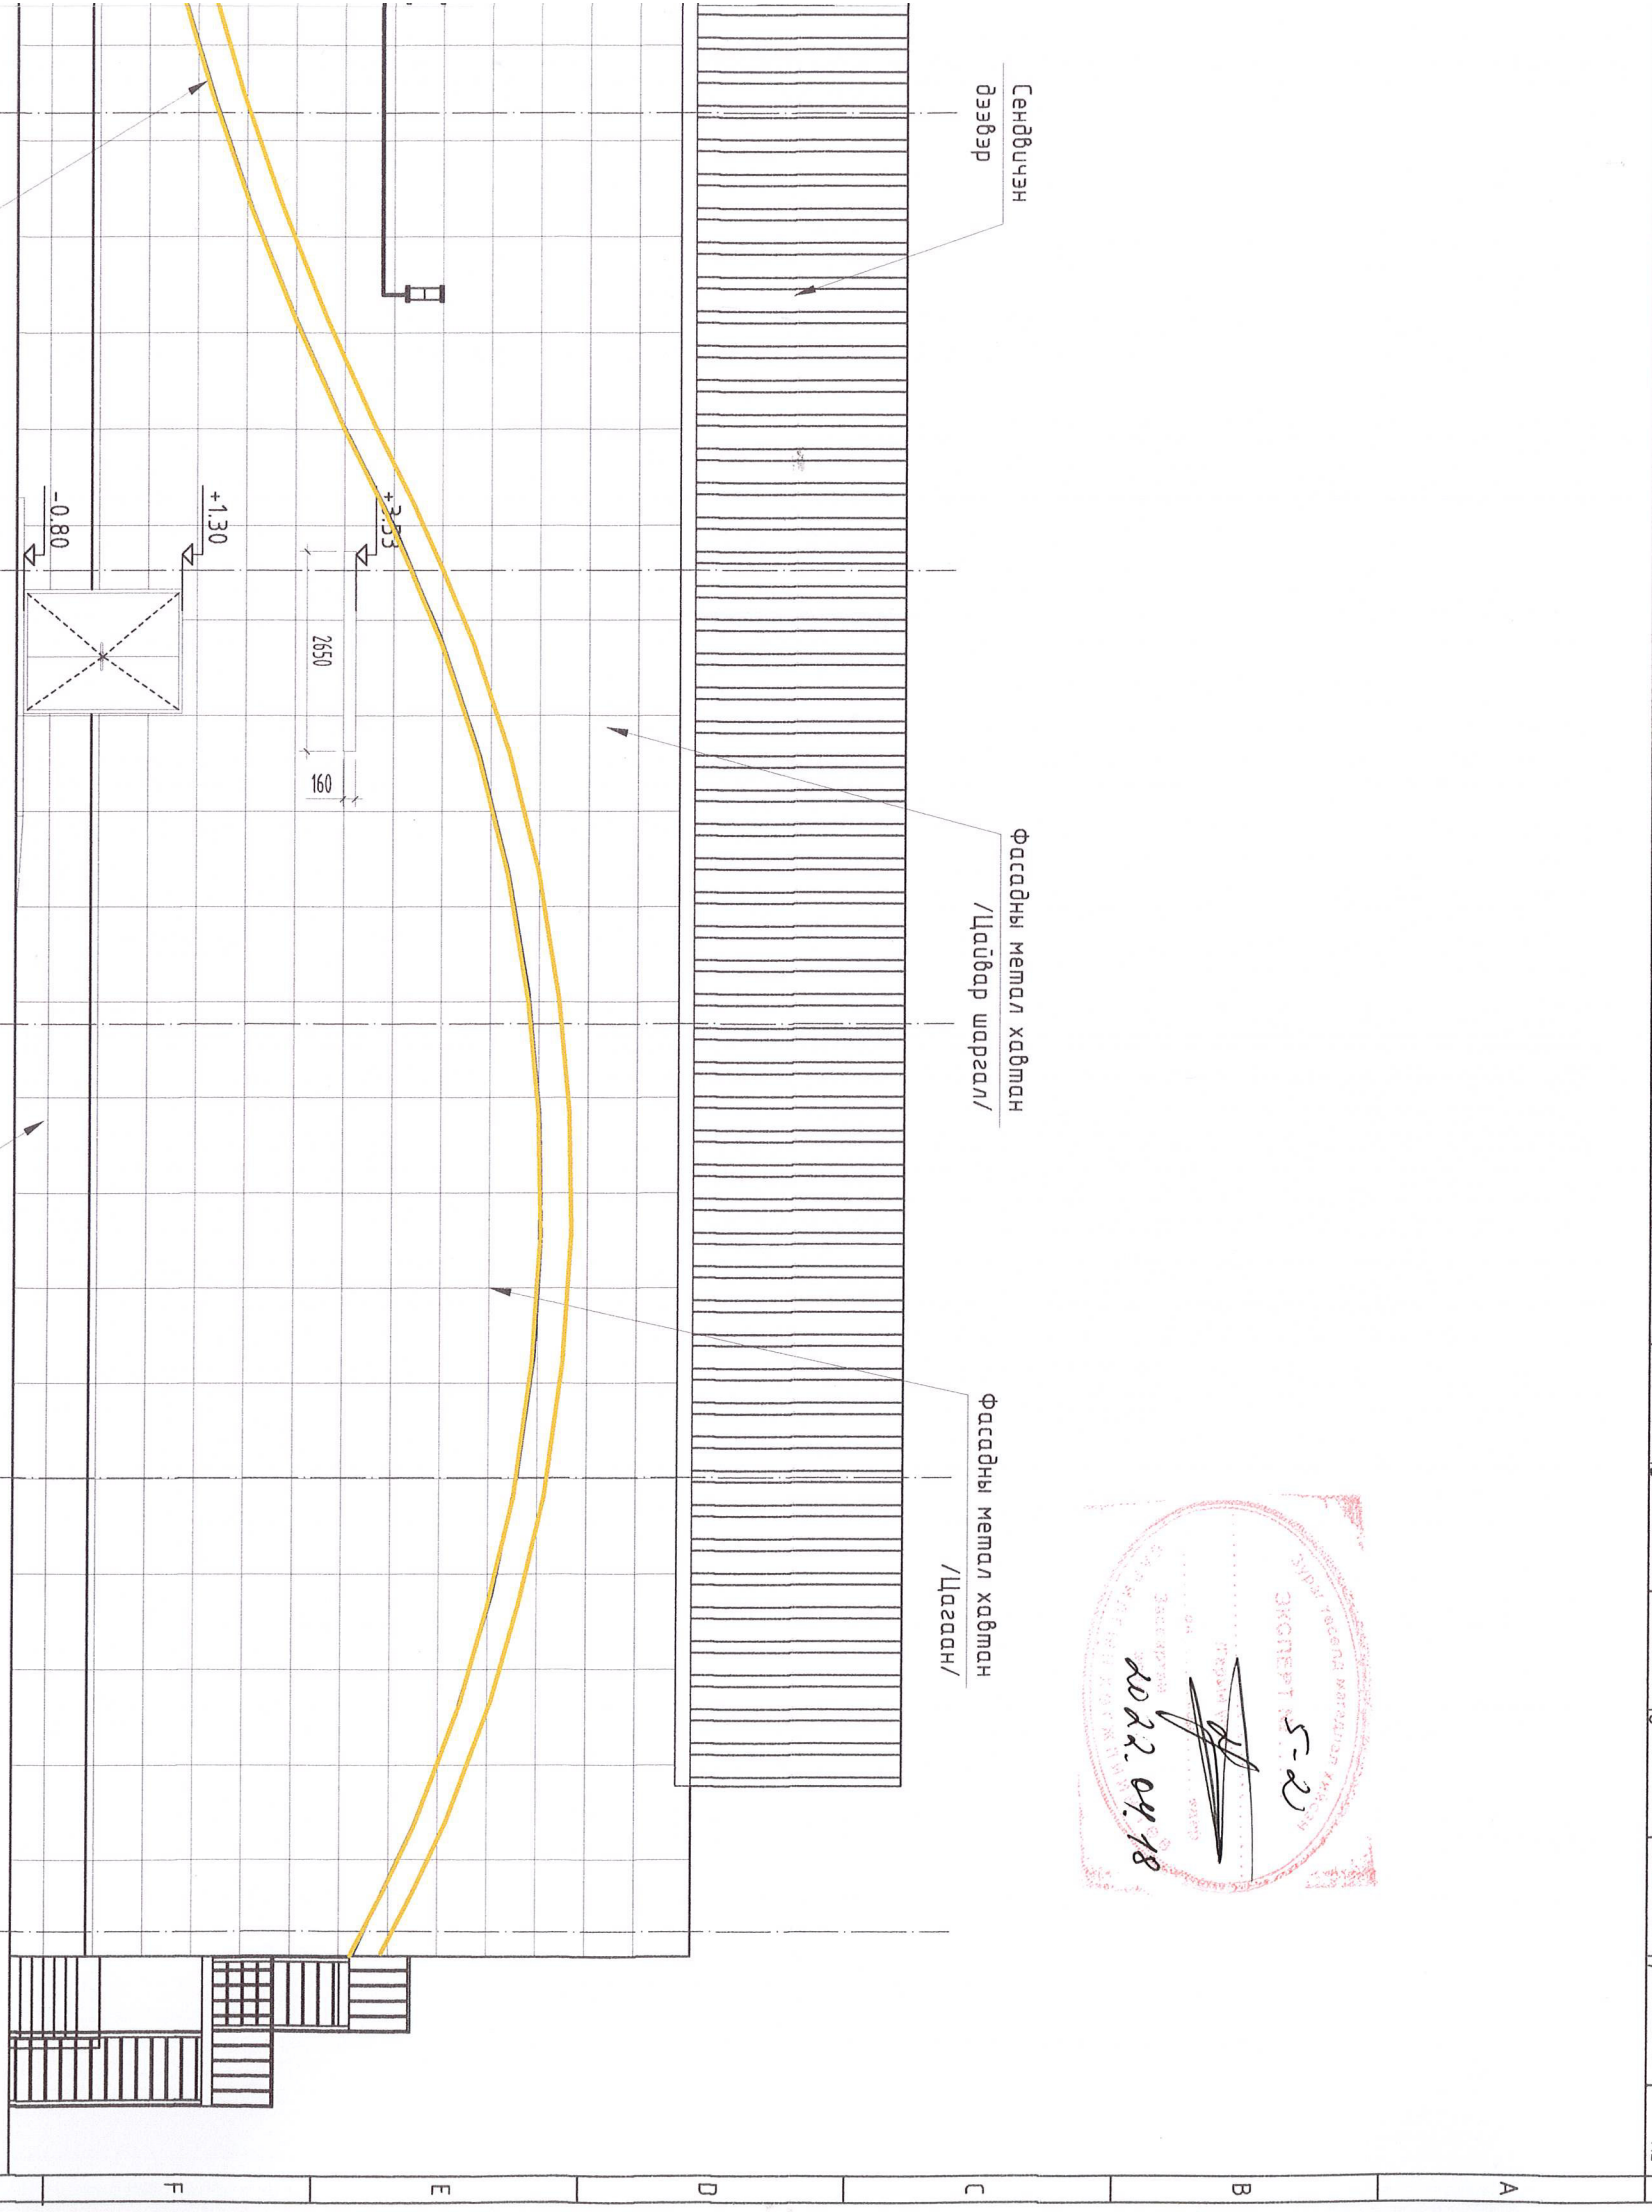 Сендвичэн
дээвэр
Фасадны метал хавтан
/Цайвар шаргал/
Фасадны метал хавтан
/Цагаан/
+3.53
+1.30
-0.80
2650
160
ЭКСПЕРТ
5-2
2022.04.18
A
B
C
D
E
F